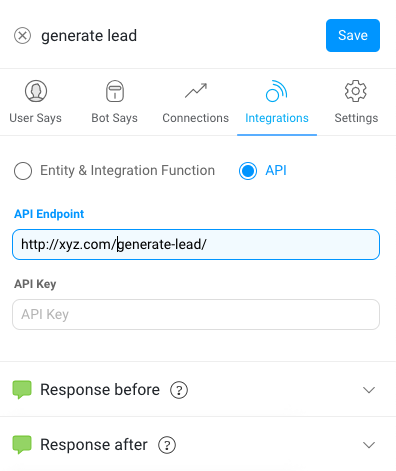 generate lead
Save
User Says
Bot Says
Connections
Integrations
Settings
Entity & Integration Function
API
API Endpoint
http://xyz.com/generate-lead/
API Key
API Key
Response before ?
Response after ?